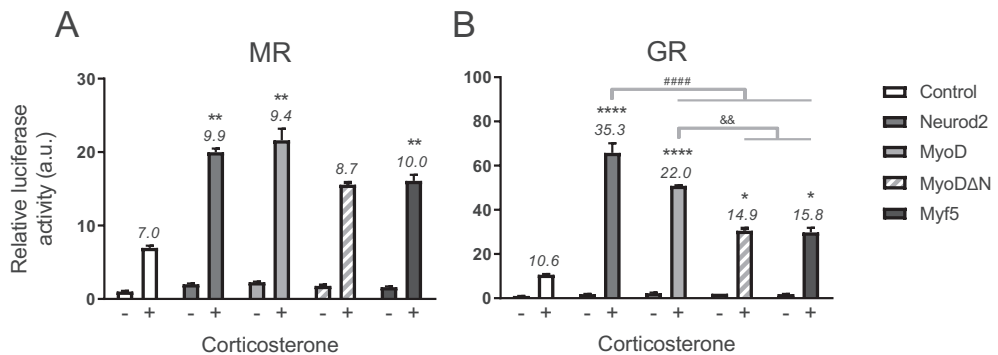 A
MR
Relative luciferase
activity (a.u.)
30
20
10
0
7.0
**
9.9
**
9.4
8.7
**
10.0
- + - + - + - + - +
Corticosterone
B
GR
100
80
60
40
20
0
####
&&
10.6
****
35.3
****
22.0
*
14.9
*
15.8
- + - + - + - + - +
Corticosterone
Control
Neurod2
MyoD
MyoDΔN
Myf5